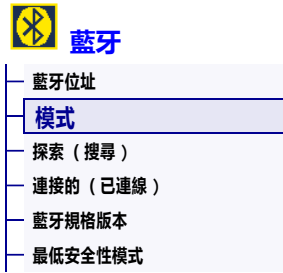 藍牙
藍牙位址
模式
探索（搜尋）
連接的（已連線）
藍牙規格版本
最低安全性模式